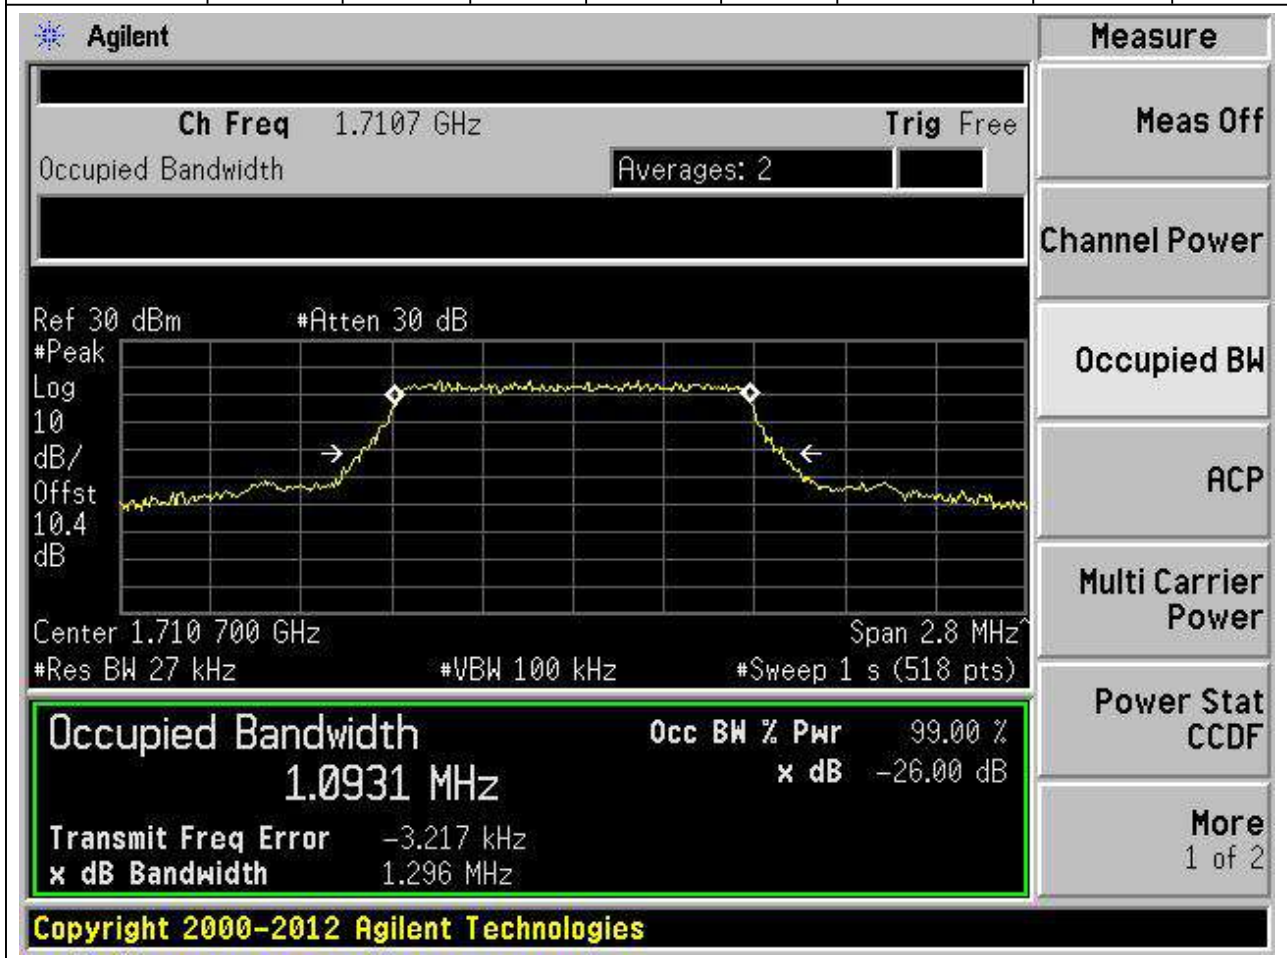 Agilent
Measure
Ch Freq 1.7107 GHz Trig Free
Occupied Bandwidth Averages: 2
Meas Off
Channel Power
Occupied BW
ACP
Multi Carrier
Power
Power Stat
CCDF
More
1 of 2
Ref 30 dBm #Atten 30 dB
#Peak
Log
10
dB/
Offst
10.4
dB
Center 1.710 700 GHz Span 2.8 MHz^
#Res BW 27 kHz #VBW 100 kHz #Sweep 1 s (518 pts)
Occupied Bandwidth Occ BW % Pwr 99.00 %
1.0931 MHz x dB -26.00 dB
Transmit Freq Error -3.217 kHz
x dB Bandwidth 1.296 MHz
Copyright 2000-2012 Agilent Technologies